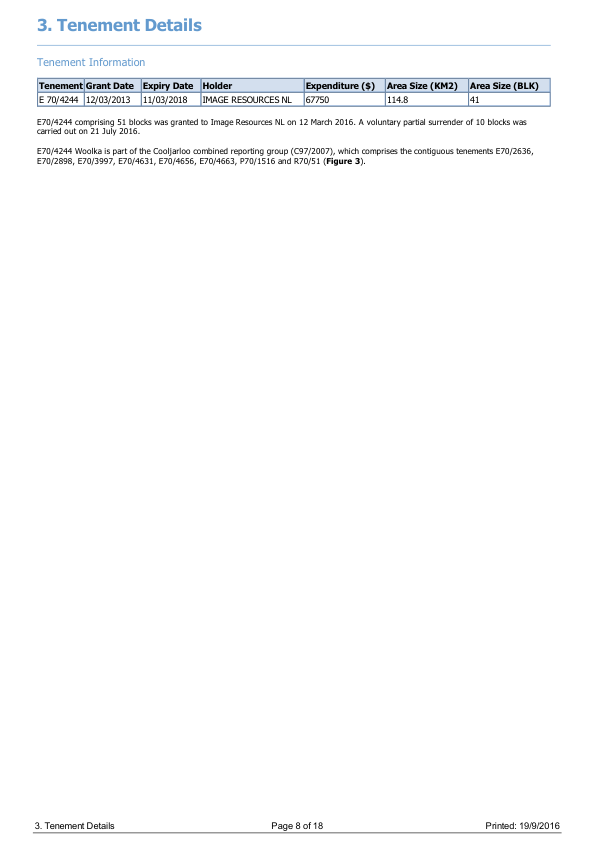 3. Tenement Details
Tenement Information
Tenement Grant Date Expiry Date Holder Expenditure ($) Area Size (KM2) Area Size (BLK)
E 70/4244 12/03/2013 11/03/2018 IMAGE RESOURCES NL 67750 114.8 41
E70/4244 comprising 51 blocks was granted to Image Resources NL on 12 March 2016. A voluntary partial surrender of 10 blocks was
carried out on 21 July 2016.
E70/4244 Woolka is part of the Cooljarloo combined reporting group (C97/2007), which comprises the contiguous tenements E70/2636,
E70/2898, E70/3997, E70/4631, E70/4656, E70/4663, P70/1516 and R70/51 (Figure 3).
3. Tenement Details Page 8 of 18 Printed: 19/9/2016